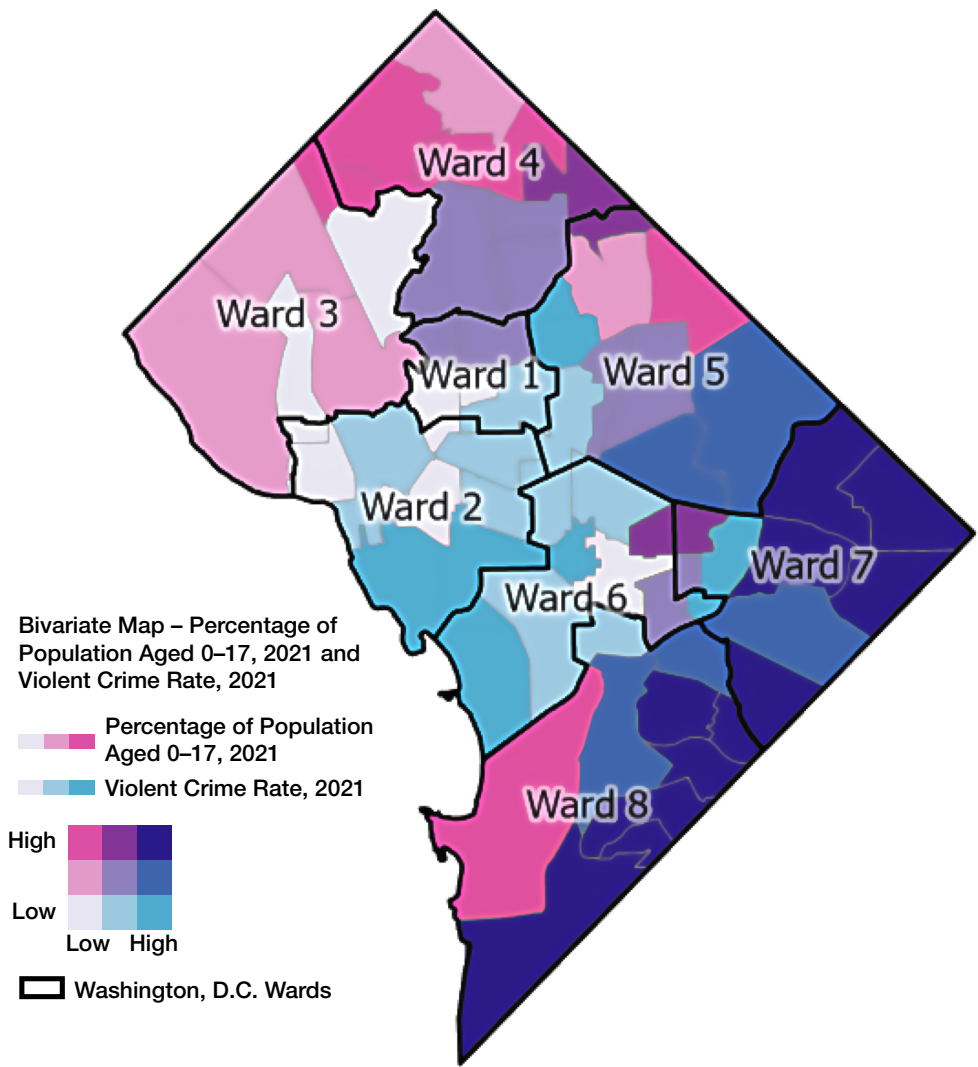 Ward 4
Ward 3
Ward 1
Ward 5
Ward 2
Ward 7
Ward 6
Bivariate Map – Percentage of
Population Aged 0–17, 2021 and
Violent Crime Rate, 2021
Percentage of Population
Aged 0–17, 2021
Violent Crime Rate, 2021
Ward 8
High
Low
Low High
Washington, D.C. Wards